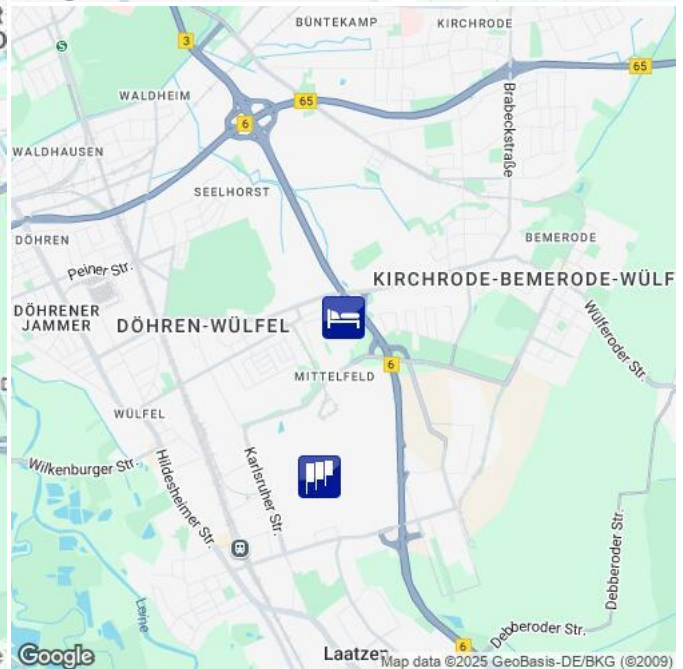 BÜNTEKAMP
KIRCHRODE
3
65
65
WALDHEIM
6
Brabeckstraße
WALDHAUSEN
SEELHORST
DÖHREN
BEMERODE
Peiner Str.
KIRCHRODE-BEMERODE-WÜLF
DÖHRENER
JAMMER
DÖHREN-WÜLFEL
Wülferoder Str.
6
MITTELFELD
WÜLFEL
Karlsruher Str.
Hildesheimer Str.
Wilkenburger Str.
Debberoder Str.
Leine
Debberoder Str.
6
Laatzen
Google
Map data ©2025 GeoBasis-DE/BKG (©2009)